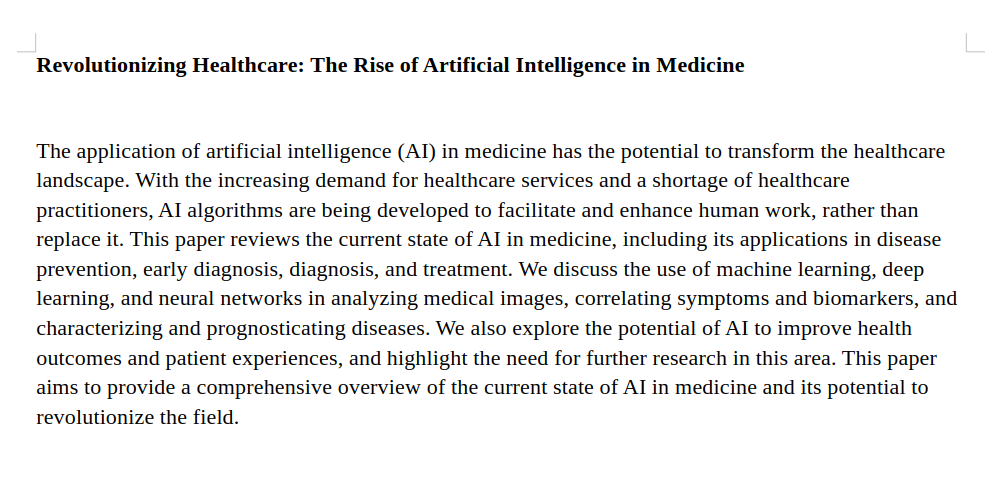 Revolutionizing Healthcare: The Rise of Artificial Intelligence in Medicine
The application of artificial intelligence (AI) in medicine has the potential to transform the healthcare
landscape. With the increasing demand for healthcare services and a shortage of healthcare
practitioners, AI algorithms are being developed to facilitate and enhance human work, rather than
replace it. This paper reviews the current state of AI in medicine, including its applications in disease
prevention, early diagnosis, diagnosis, and treatment. We discuss the use of machine learning, deep
learning, and neural networks in analyzing medical images, correlating symptoms and biomarkers, and
characterizing and prognosticating diseases. We also explore the potential of AI to improve health
outcomes and patient experiences, and highlight the need for further research in this area. This paper
aims to provide a comprehensive overview of the current state of AI in medicine and its potential to
revolutionize the field.